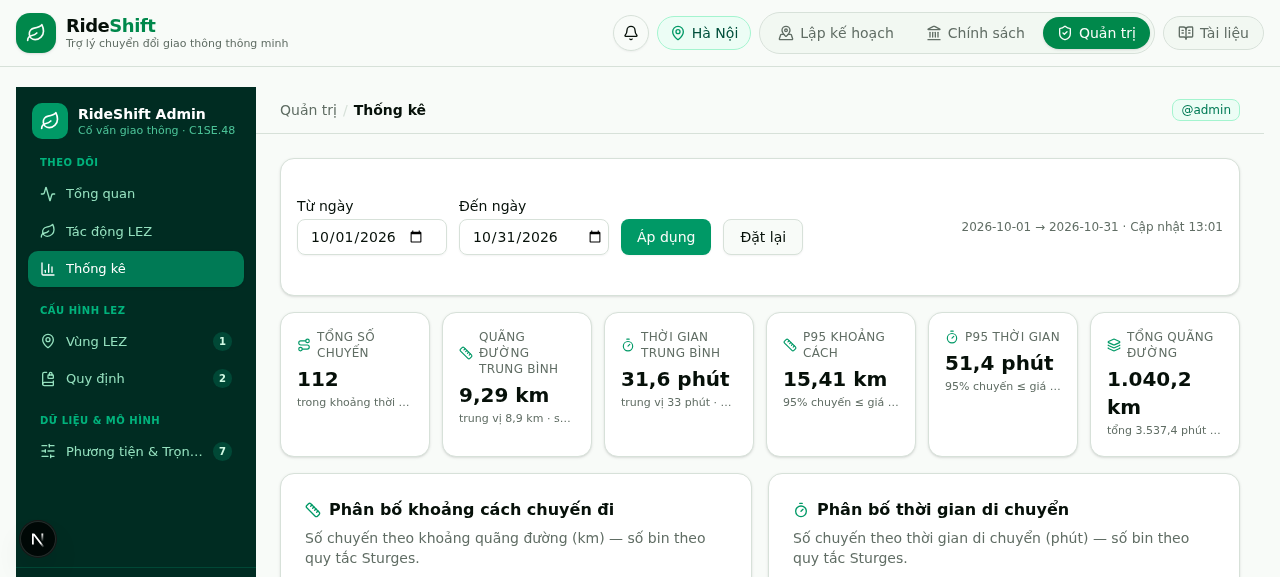 RideShift
Trợ lý chuyển đổi giao thông thông minh
Hà Nội
Lập kế hoạch
Chính sách
Quản trị
Tài liệu
RideShift Admin
Cố vấn giao thông · C1SE.48
THEO DÕI
Tổng quan
Tác động LEZ
Thống kê
CẤU HÌNH LEZ
Vùng LEZ 1
Quy định 2
DỮ LIỆU & MÔ HÌNH
Phương tiện & Trọn... 7
N
Quản trị / Thống kê
@admin
Từ ngày
Đến ngày
10/01/2026
10/31/2026
Áp dụng
Đặt lại
2026-10-01 → 2026-10-31 · Cập nhật 13:01
TỔNG SỐ
CHUYẾN
112
trong khoảng thời ...
QUÃNG
ĐƯỜNG
TRUNG BÌNH
9,29 km
trung vị 8,9 km · s...
THỜI GIAN
TRUNG BÌNH
31,6 phút
trung vị 33 phút · ...
P95 KHOẢNG
CÁCH
15,41 km
95% chuyến ≤ giá ...
P95 THỜI GIAN
51,4 phút
95% chuyến ≤ giá ...
TỔNG QUÃNG
ĐƯỜNG
1.040,2
km
tổng 3.537,4 phút ...
Phân bố khoảng cách chuyến đi
Số chuyến theo khoảng quãng đường (km) — số bin theo
quy tắc Sturges.
Phân bố thời gian di chuyển
Số chuyến theo thời gian di chuyển (phút) — số bin theo
quy tắc Sturges.